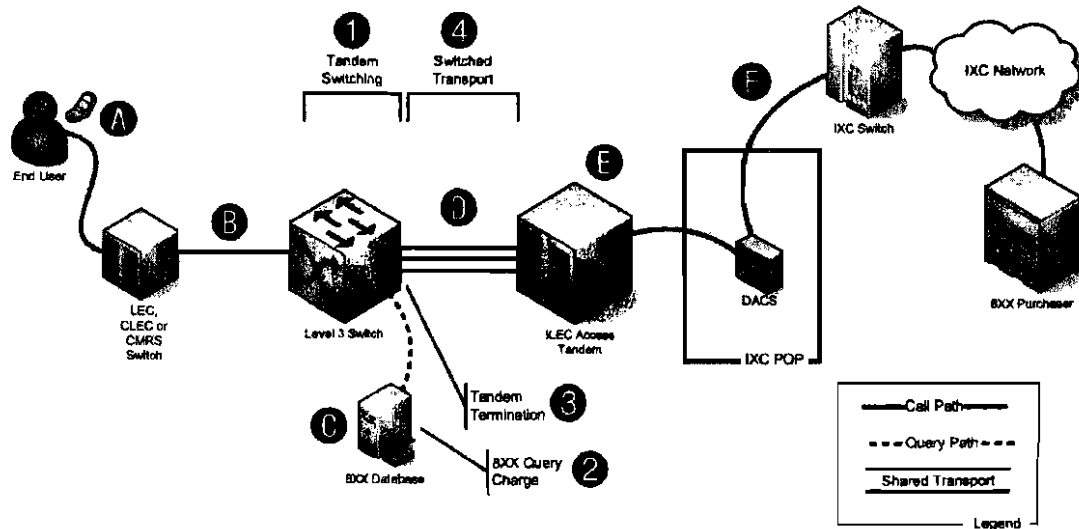 1
4
Tandem
Switching
Switched
Transport
A
End User
B
LEC,
CLEC or
CMRS
Switch
Level 3 Switch
D
E
ILEC Access
Tandem
F
IXC Switch
IXC Network
DACS
IXC POP
8XX Purchaser
C
8XX Database
Tandem
Termination
3
8XX Query
Charge
2
Call Path
Query Path
Shared Transport
Legend